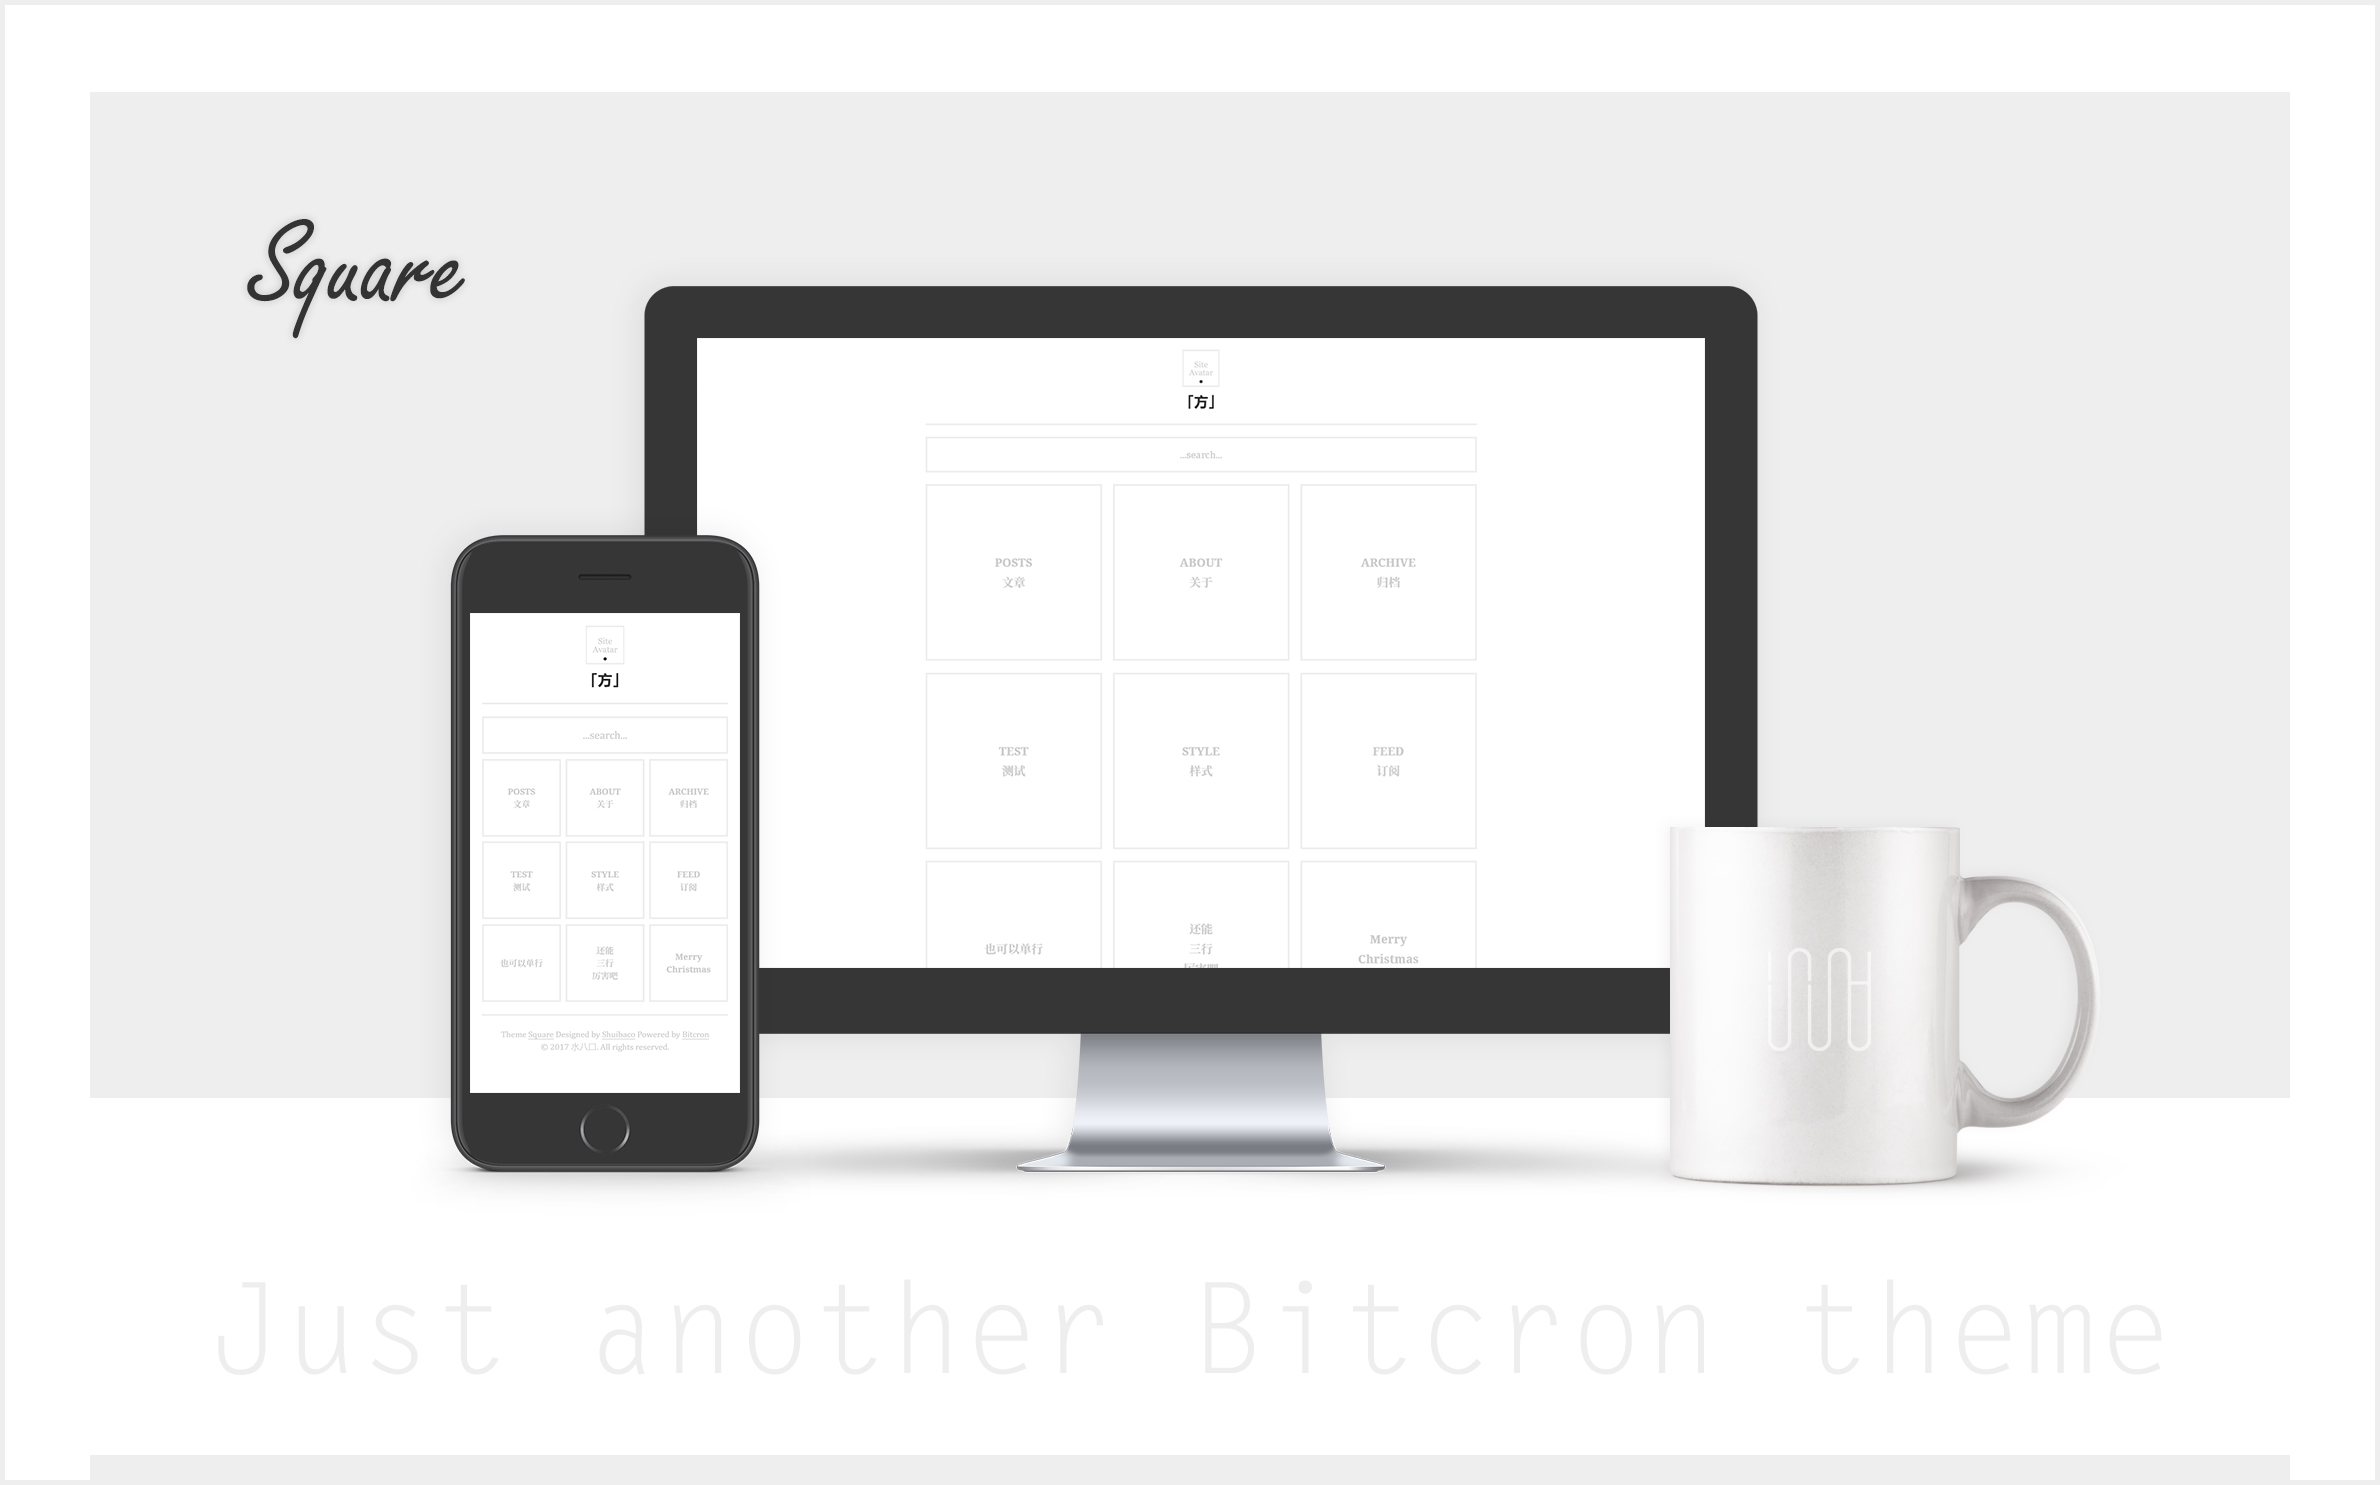 Square
Site
Avatar
「方」
...search...
POSTS
文章
ABOUT
关于
ARCHIVE
归档
TEST
测试
STYLE
样式
FEED
订阅
也可以单行
还能
三行
Merry
Christmas
Site
Avatar
「方」
...search...
POSTS
文章
ABOUT
关于
ARCHIVE
归档
TEST
测试
STYLE
样式
FEED
订阅
也可以单行
还能
三行
厉害吧
Merry
Christmas
Theme Square Designed by Shuibaco Powered by Bitcron
© 2017 水八口. All rights reserved.
Just another Bitcron theme